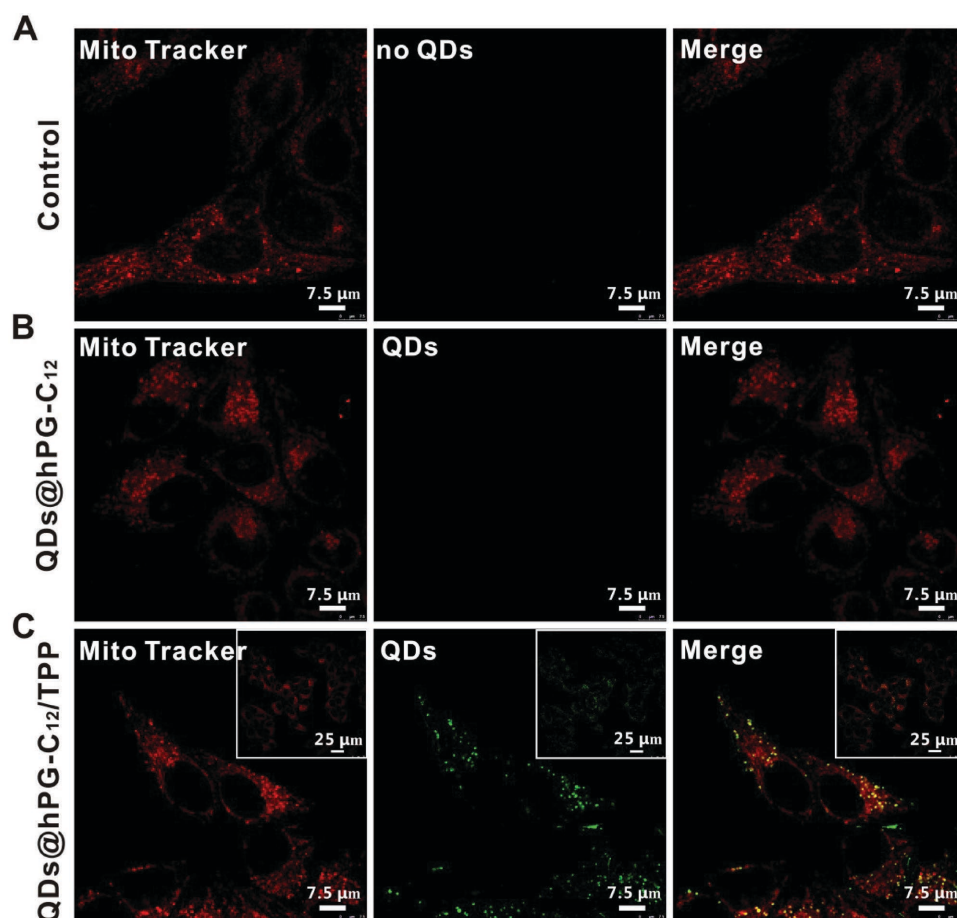 A
Control
Mito Tracker
no QDs
Merge
7.5 µm
7.5 µm
7.5 µm
B
QDs@hPG-C12
Mito Tracker
QDs
Merge
7.5 µm
7.5 µm
7.5 µm
C
QDs@hPG-C12/TPP
Mito Tracker
QDs
Merge
25 µm
25 µm
25 µm
7.5 µm
7.5 µm
7.5 µm